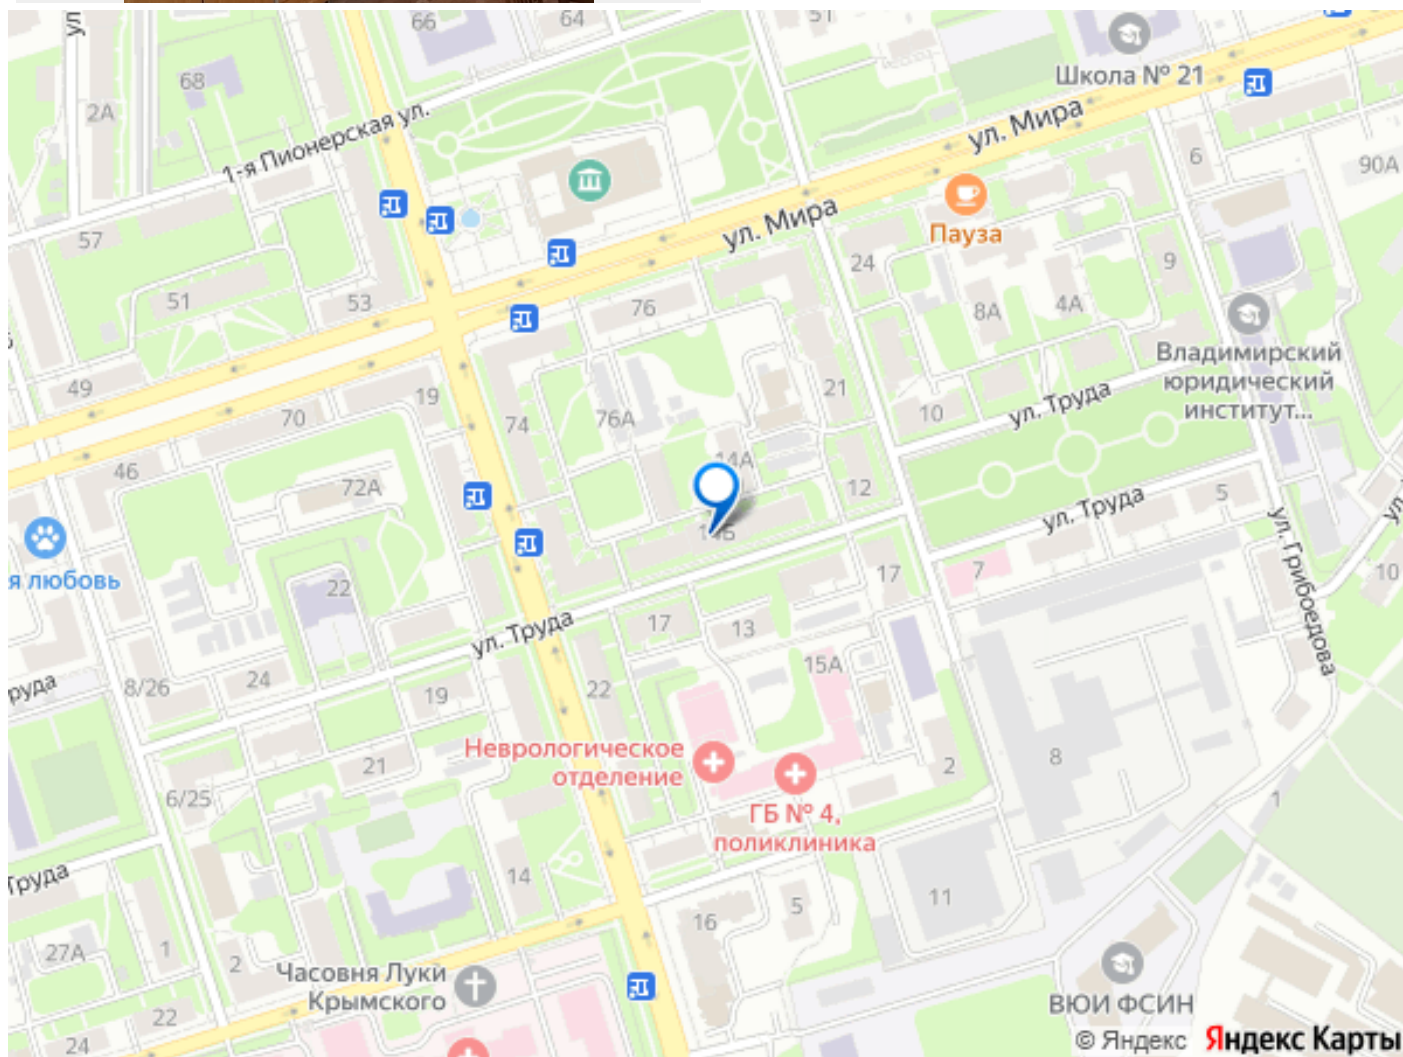 66
64
51
68
ул
2А
Школа № 21
ул. Мира
1-я Пионерская ул.
6
90А
57
ул. Мира
Пауза
24
9
51
53
76
8А
4А
Владимирский
юридический
институт...
49
19
21
70
74
76А
10
ул. Труда
46
14А
72А
12
5
ул. Труда
ул
14Б
я любовь
22
17
7
10
ул. Грибоедова
ул. Труда
17
13
15А
руда
8/26
24
19
22
Неврологическое
отделение
21
2
8
6/25
ГБ № 4,
поликлиника
1
Труда
14
11
16
5
27А
1
2
Часовня Луки
Крымского
ВЮИ ФСИН
22
24
© Яндекс Яндекс Карты